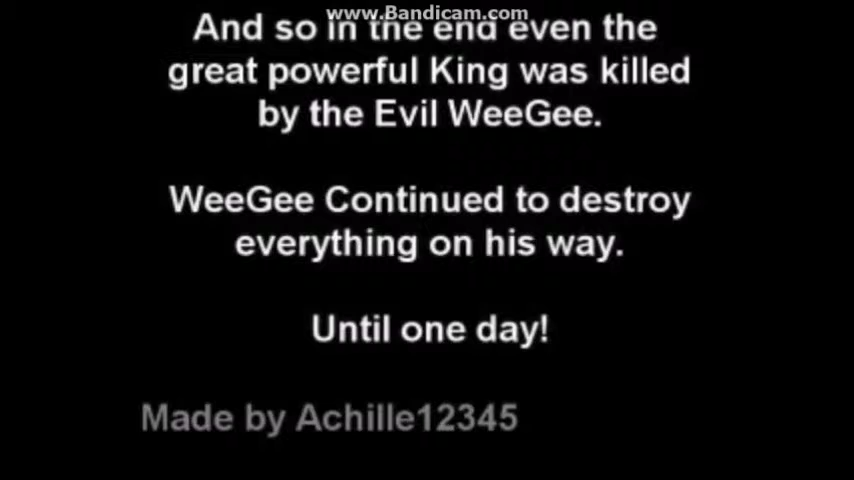 www.Bandicam.com
And so in the end even the
great powerful King was killed
by the Evil WeeGee.
WeeGee Continued to destroy
everything on his way.
Until one day!
Made by Achille12345